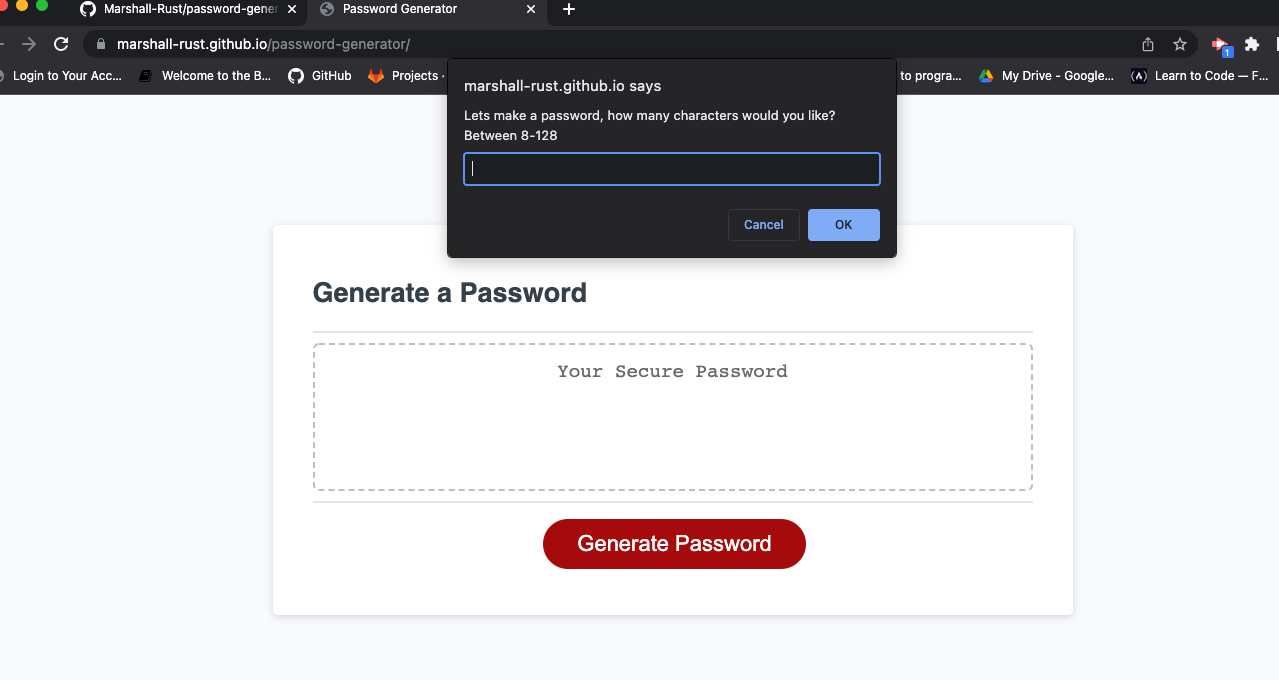 Marshall-Rust/password-gener
Password Generator
marshall-rust.github.io/password-generator/
1
Login to Your Acc...
Welcome to the B...
GitHub
Projects ·
to progra...
My Drive - Google...
Learn to Code — F...
marshall-rust.github.io says
Lets make a password, how many characters would you like?
Between 8-128
Cancel
OK
Generate a Password
Your Secure Password
Generate Password